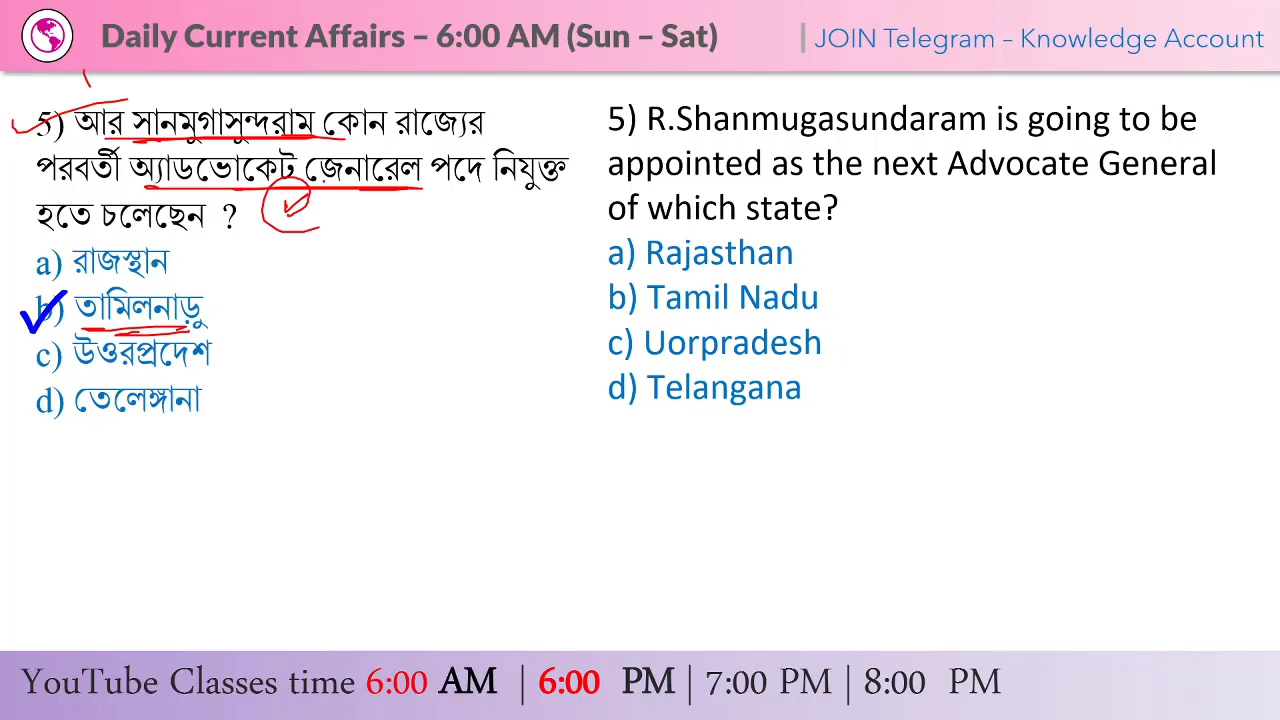 Daily Current Affairs – 6:00 AM (Sun – Sat)
JOIN Telegram – Knowledge Account
5) আর সানমুগাসুন্দরাম কোন রাজ্যের
পরবর্তী অ্যাডভোকেট জ়েনারেল পদে নিযুক্ত
হতে চলেছেন ?
a) রাজস্থান
b) তামিলনাড়ু
c) উওরপ্রদেশ
d) তেলেঙ্গানা
5) R.Shanmugasundaram is going to be
appointed as the next Advocate General
of which state?
a) Rajasthan
b) Tamil Nadu
c) Uorpradesh
d) Telangana
YouTube Classes time 6:00 AM | 6:00 PM | 7:00 PM | 8:00 PM